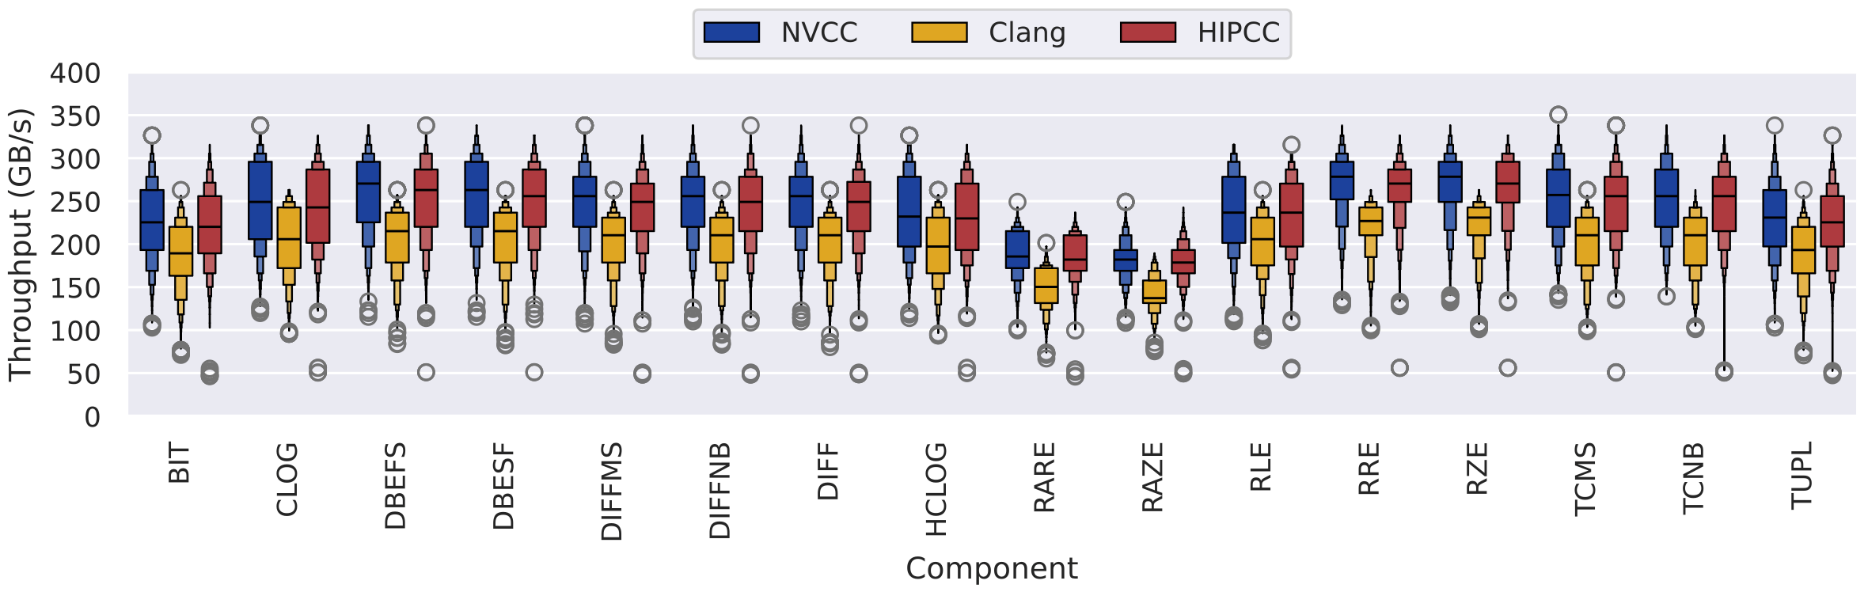 NVCC Clang HIPCC
Throughput (GB/s)
400
350
300
250
200
150
100
50
0
BIT CLOG DBEFS DBESF DIFFMS DIFFNB DIFF HCLOG RARE RAZE RLE RRE RZE TCMS TCNB TUPL
Component